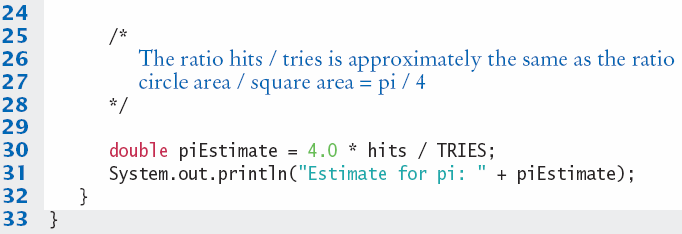 24
25 /*
26 The ratio hits / tries is approximately the same as the ratio
27 circle area / square area = pi / 4
28 */
29
30 double piEstimate = 4.0 * hits / TRIES;
31 System.out.println("Estimate for pi: " + piEstimate);
32 }
33 }